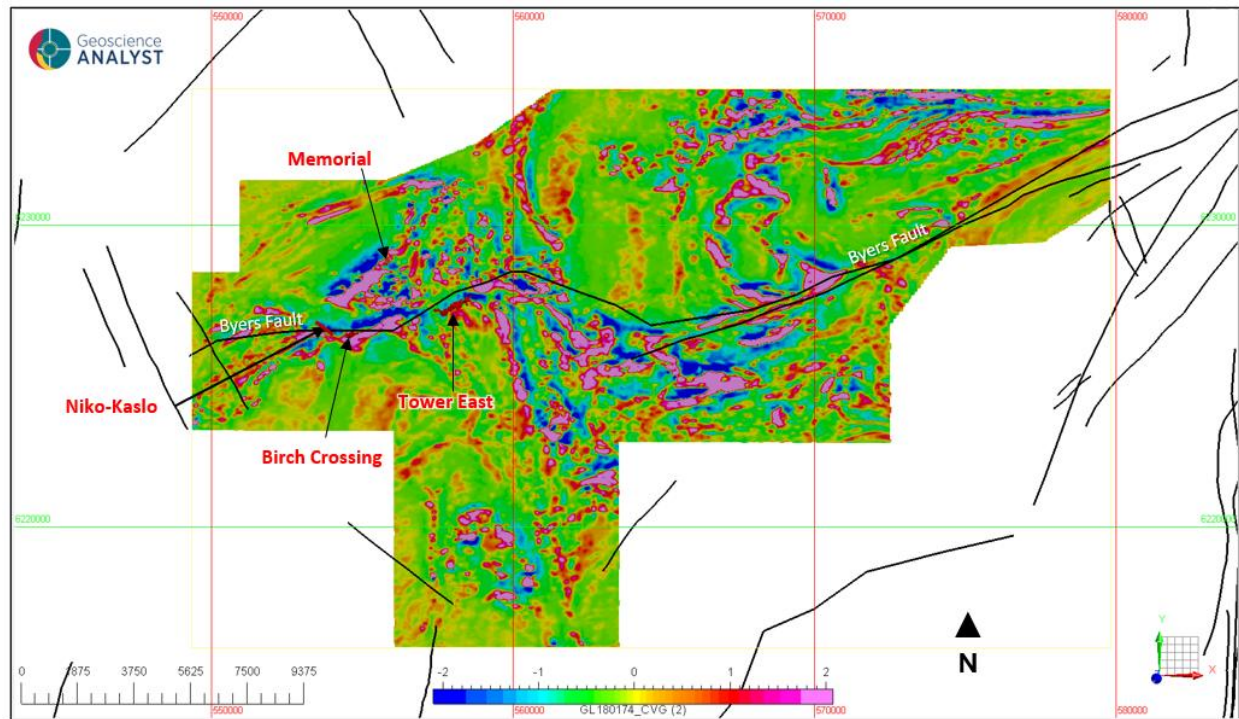 550000
560000
570000
580000
Geoscience
ANALYST
Memorial
6230000
6230000
Byers Fault
Byers Fault
Niko-Kaslo
Tower East
Birch Crossing
6220000
6220000
Y
X
N
0 1875 3750 5625 7500 9375
-2 -1 0 1 2
GL180174_CVG (2)
550000
560000
570000
580000